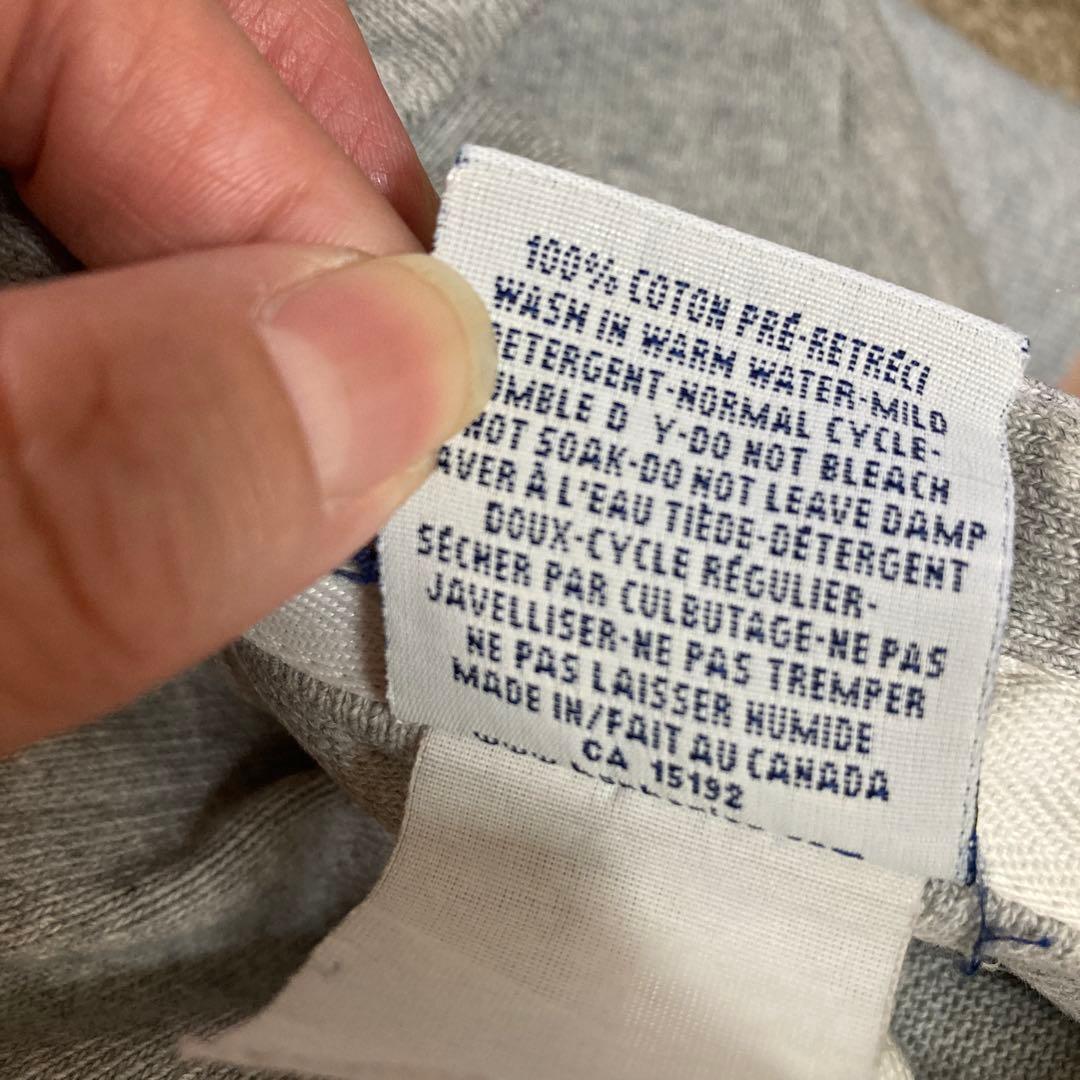 100% COTON PRÉ-RETRÉCI
WASH IN WARM WATER-MILD
ETERGENT-NORMAL CYCLE-
UMBLE D Y-DO NOT BLEACH
NOT SOAK-DO NOT LEAVE DAMP
AVER À L'EAU TIÈDE-DÉTERGENT
DOUX-CYCLE RÉGULIER-
SÉCHER PAR CULBUTAGE-NE PAS
JAVELLISER-NE PAS TREMPER
NE PAS LAISSER HUMIDE
MADE IN/FAIT AU CANADA
CA 15192